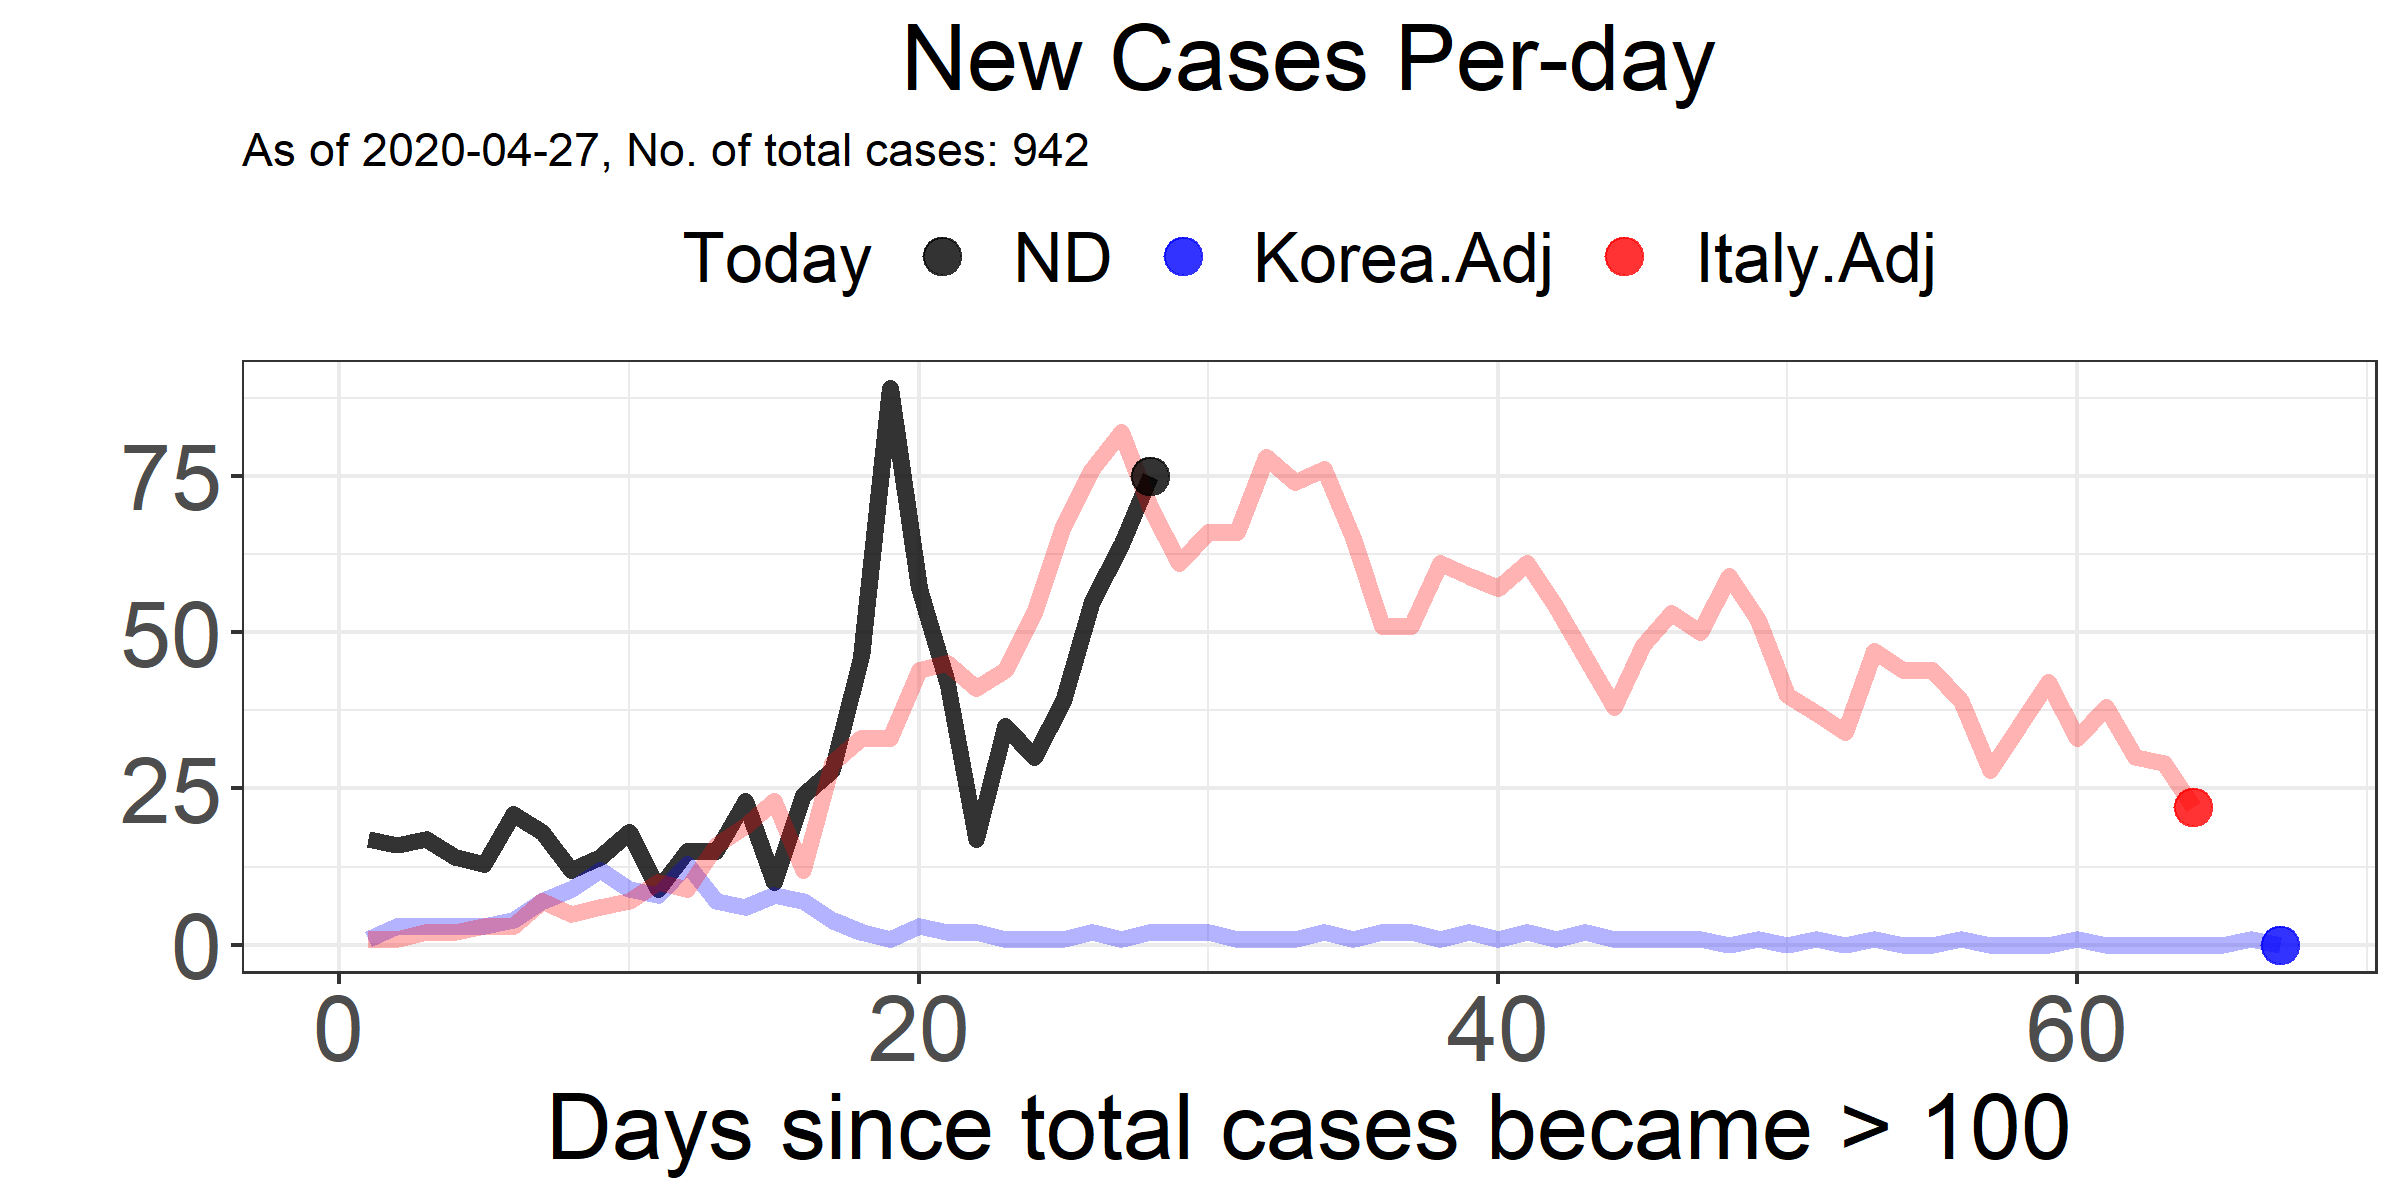 New Cases Per-day
As of 2020-04-27, No. of total cases: 942
Today ND Korea.Adj Italy.Adj
75
50
25
0
0 20 40 60
Days since total cases became > 100